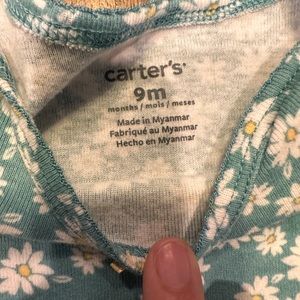 carter's
9m
months / mois / meses
Made in Myanmar
Fabriqué au Myanmar
Hecho en Myanmar